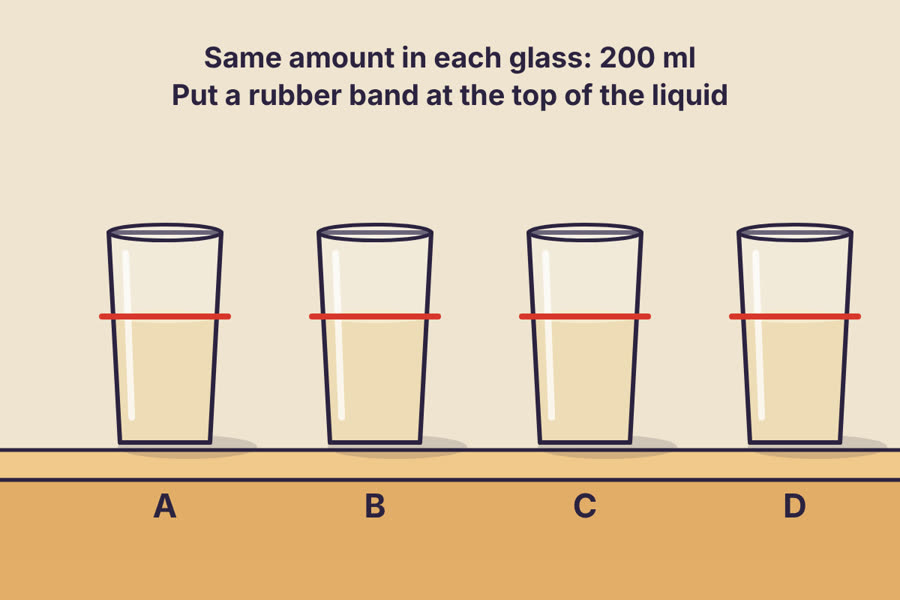 Same amount in each glass: 200 ml
Put a rubber band at the top of the liquid
A
B
C
D